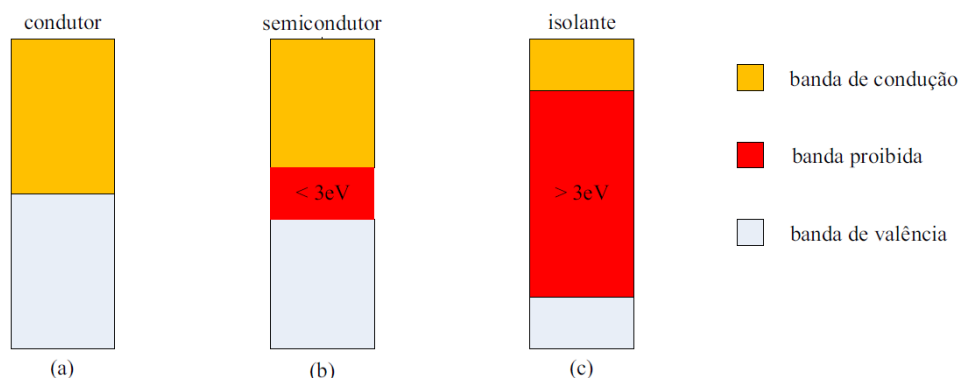 condutor
semicondutor
isolante
banda de condução
banda proibida
< 3eV
> 3eV
banda de valência
(a)
(b)
(c)